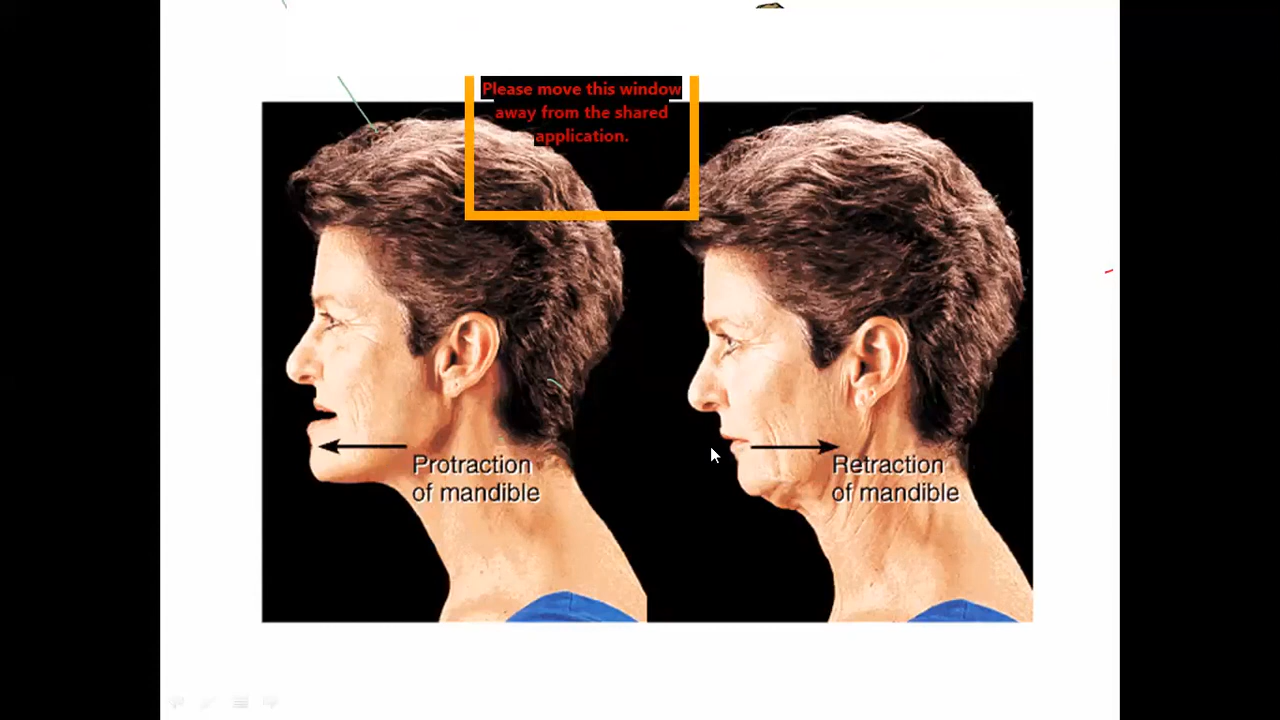 Please move this window
away from the shared
application.
Protraction
of mandible
Retraction
of mandible